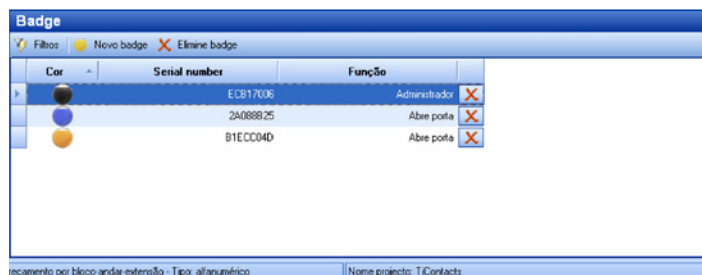 Badge
Filtros Novo badge Elimine badge
Cor Serial number Função
ECB17006 Administrador
2A088B25 Abre porta
B1ECC04D Abre porta
reçamento por bloco-andar-extensão - Tipo: alfanumérico Nome projecto: TiContacts